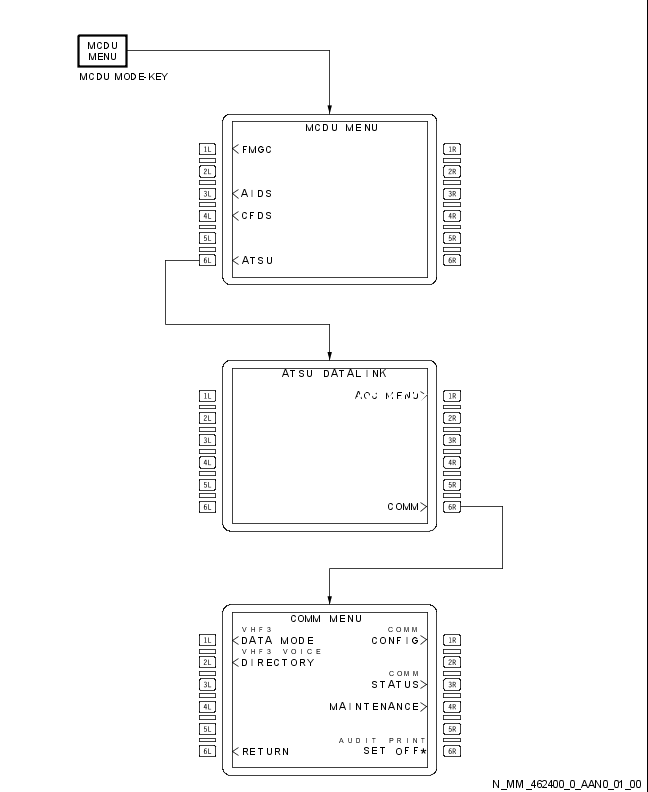 MCDU
MENU
MCDU MODE-KEY
MCDU MENU
1L <FMGC 1R
2L 2R
3L <AIDS 3R
4L <CFDS 4R
5L 5R
6L <ATSU 6R
ATSU DATALINK
1L MENU> 1R
2L 2R
3L 3R
4L 4R
5L 5R
6L COMM> 6R
COMM MENU
VHF3 COMM
1L <DATA MODE CONFIG> 1R
VHF3 VOICE
2L <DIRECTORY 2R
COMM
3L STATUS> 3R
4L MAINTENANCE> 4R
5L 5R
AUDIT PRINT
6L <RETURN SET OFF* 6R
N_MM_462400_0_AAN0_01_00